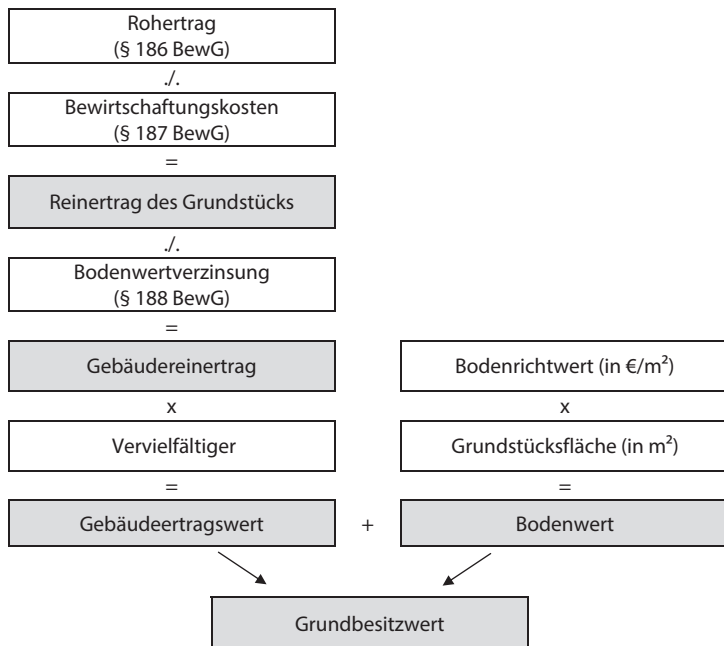 Rohertrag
(§ 186 BewG)
./.
Bewirtschaftungskosten
(§ 187 BewG)
=
Reinertrag des Grundstücks
./.
Bodenwertverzinsung
(§ 188 BewG)
=
Gebäudereinertrag
Bodenrichtwert (in €/m²)
x
x
Vervielfältiger
Grundstücksfläche (in m²)
=
=
Gebäudeertragswert
+
Bodenwert
Grundbesitzwert